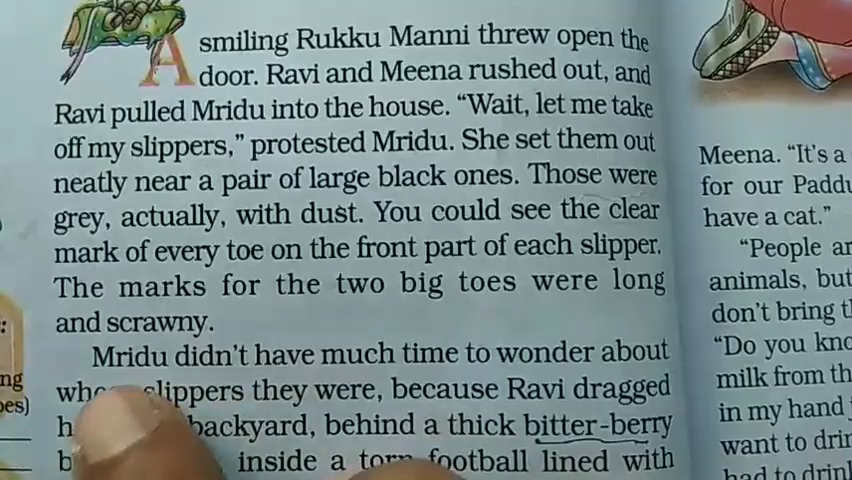 A smiling Rukku Manni threw open the
door. Ravi and Meena rushed out, and
Ravi pulled Mridu into the house. “Wait, let me take
off my slippers,” protested Mridu. She set them out
neatly near a pair of large black ones. Those were
grey, actually, with dust. You could see the clear
mark of every toe on the front part of each slipper.
The marks for the two big toes were long
and scrawny.
Mridu didn’t have much time to wonder about
slippers they were, because Ravi dragged
backyard, behind a thick bitter-berry
inside a torn football lined with
Meena. “It’s a
for our
have a cat.”
“People
animals, but
don’t bring
“Do you
milk from
in my hand
want to
had to